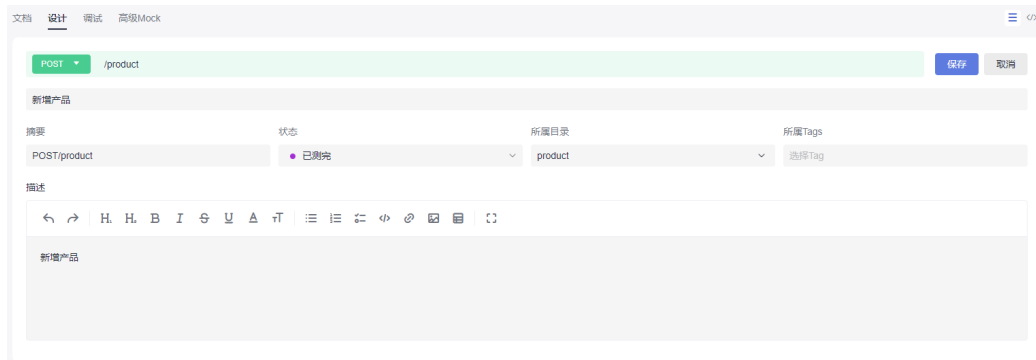 文档 设计 调试 高级Mock
POST /product 保存 取消
新增产品
摘要 状态 所属目录 所属Tags
POST/product 已测完 product 选择Tag
描述
新增产品